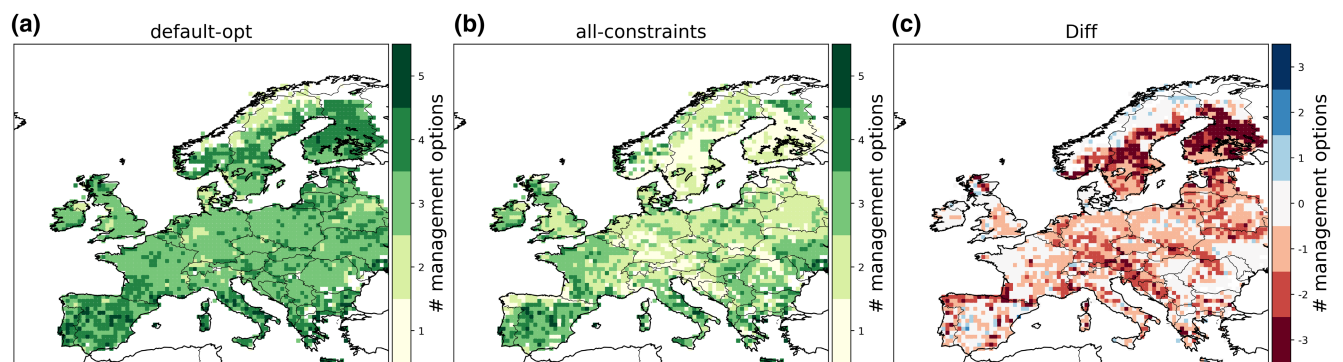 (a)
default-opt
5
4
3
2
1
# management options
(b)
all-constraints
5
4
3
2
1
# management options
(c)
Diff
3
2
1
0
-1
-2
-3
# management options